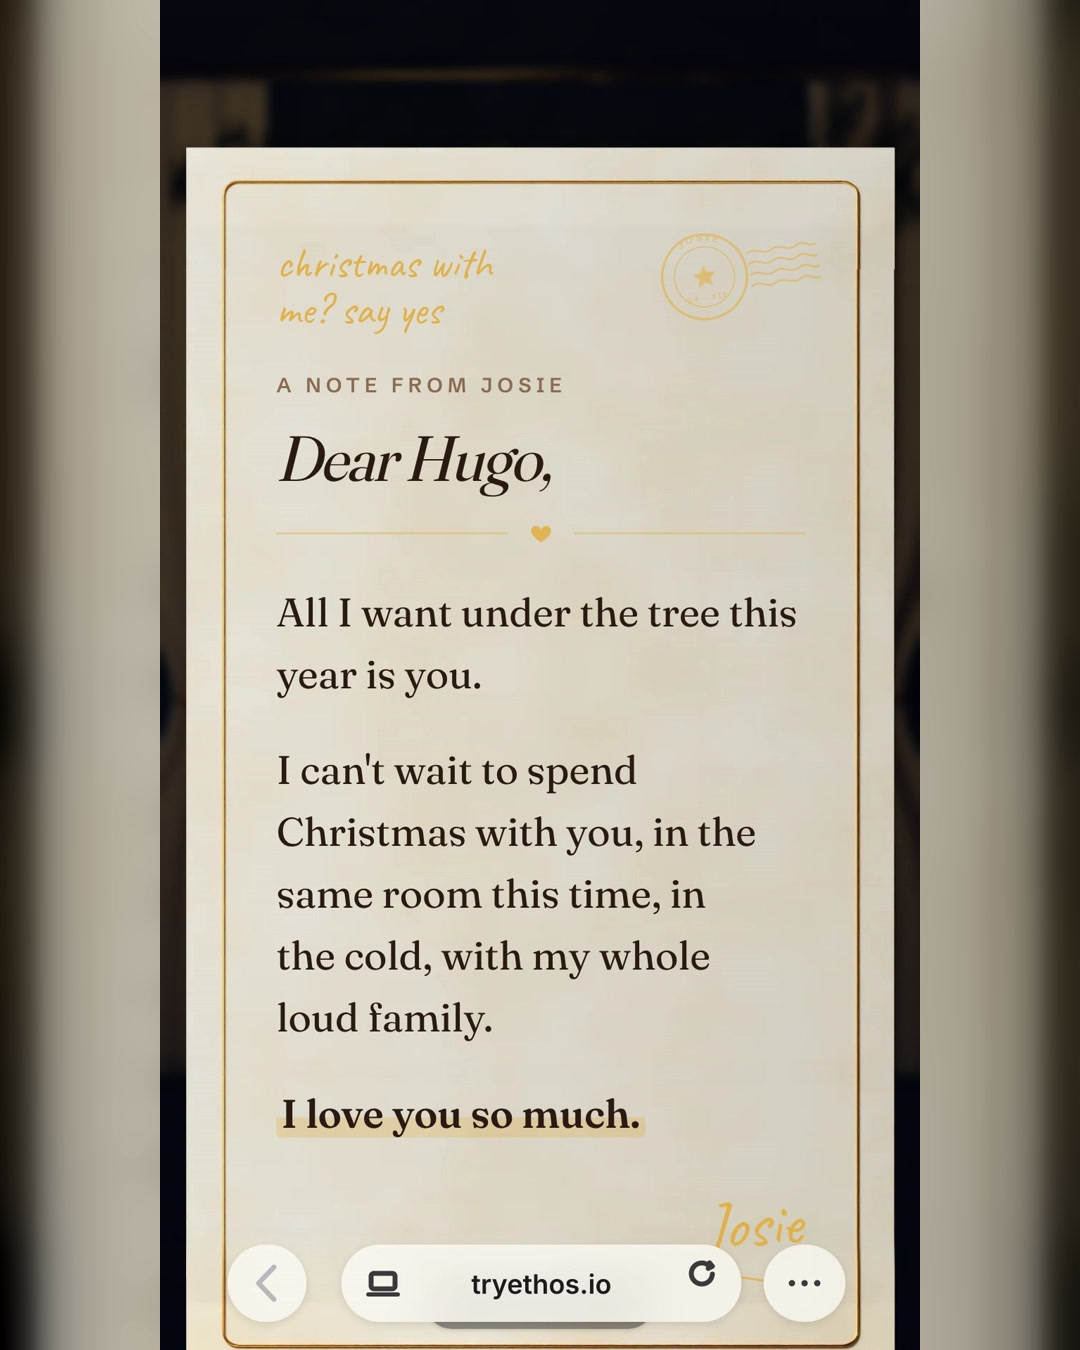 christmas with
me? say yes
JOSIE
A NOTE FROM JOSIE
Dear Hugo,
All I want under the tree this
year is you.
I can't wait to spend
Christmas with you, in the
same room this time, in
the cold, with my whole
loud family.
I love you so much.
Josie
tryethos.io